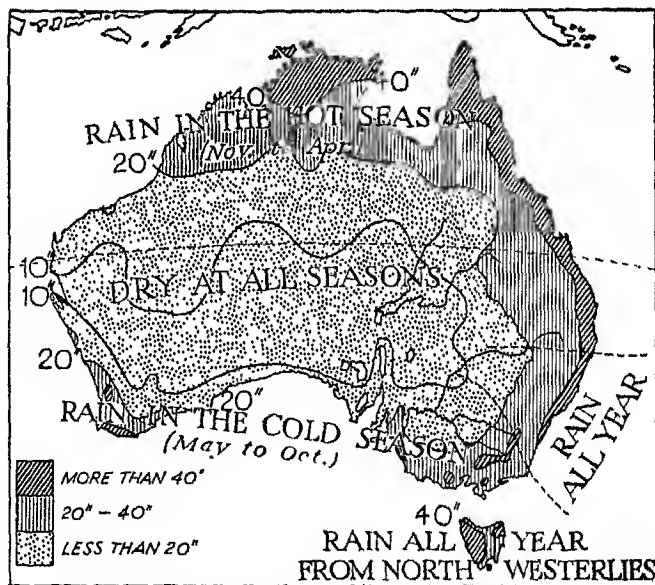 40"
40"
RAIN IN THE HOT SEASON
20"
(Nov. t Apr.
10"
10"
DRY AT ALL SEASONS
20"
20"
RAIN IN THE COLD SEASON
(May to Oct.)
RAIN
ALL YEAR
MORE THAN 40"
20" – 40"
LESS THAN 20"
40"
RAIN ALL YEAR
FROM NORTH WESTERLIES